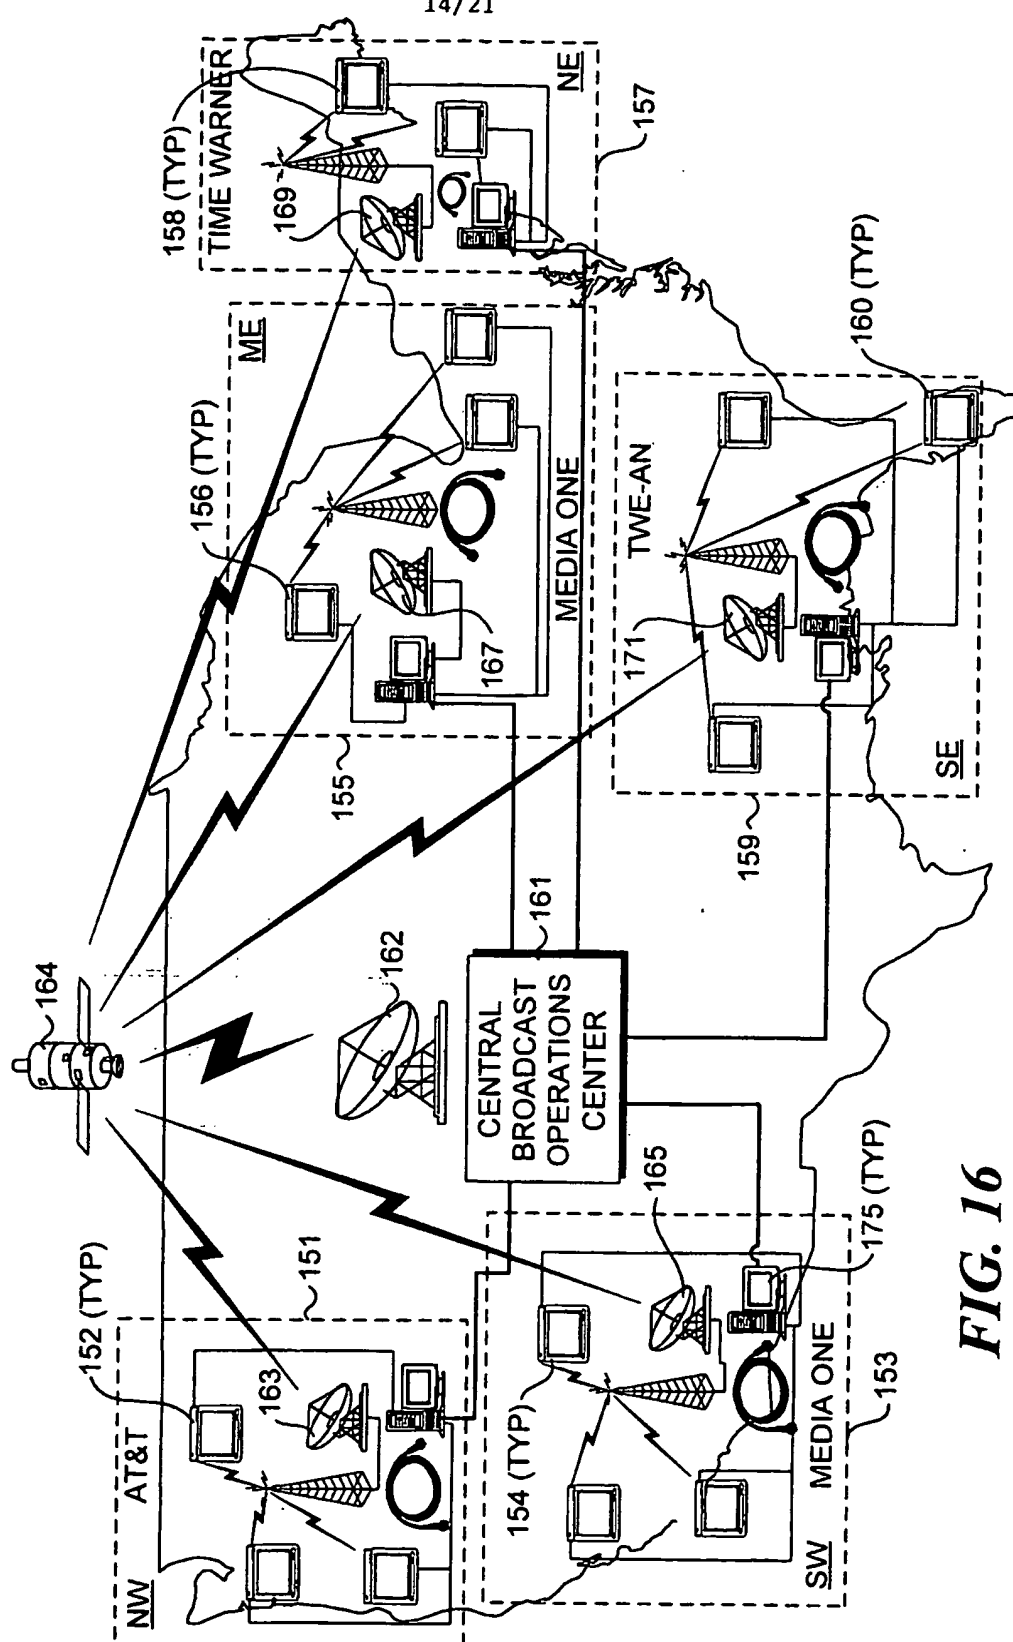 14/21
164
152 (TYP)
151
NW
AT&T
163
162
156 (TYP)
ME
155
167
MEDIA ONE
158 (TYP)
TIME WARNER
169
NE
157
CENTRAL
BROADCAST
OPERATIONS
CENTER
161
154 (TYP)
165
175 (TYP)
SW
MEDIA ONE
153
TWE-AN
171
160 (TYP)
159
SE
FIG. 16